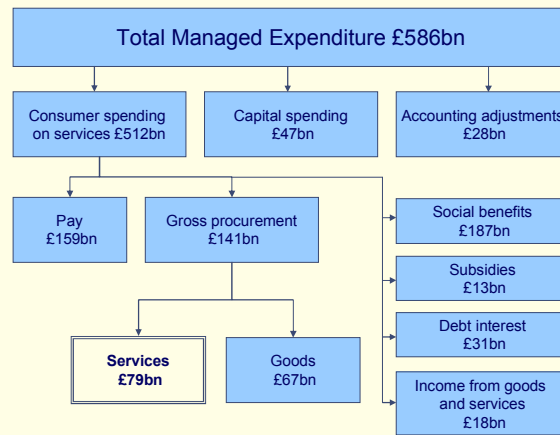 Total Managed Expenditure £586bn
Consumer spending
on services £512bn
Capital spending
£47bn
Accounting adjustments
£28bn
Pay
£159bn
Gross procurement
£141bn
Social benefits
£187bn
Subsidies
£13bn
Services
£79bn
Goods
£67bn
Debt interest
£31bn
Income from goods
and services
£18bn